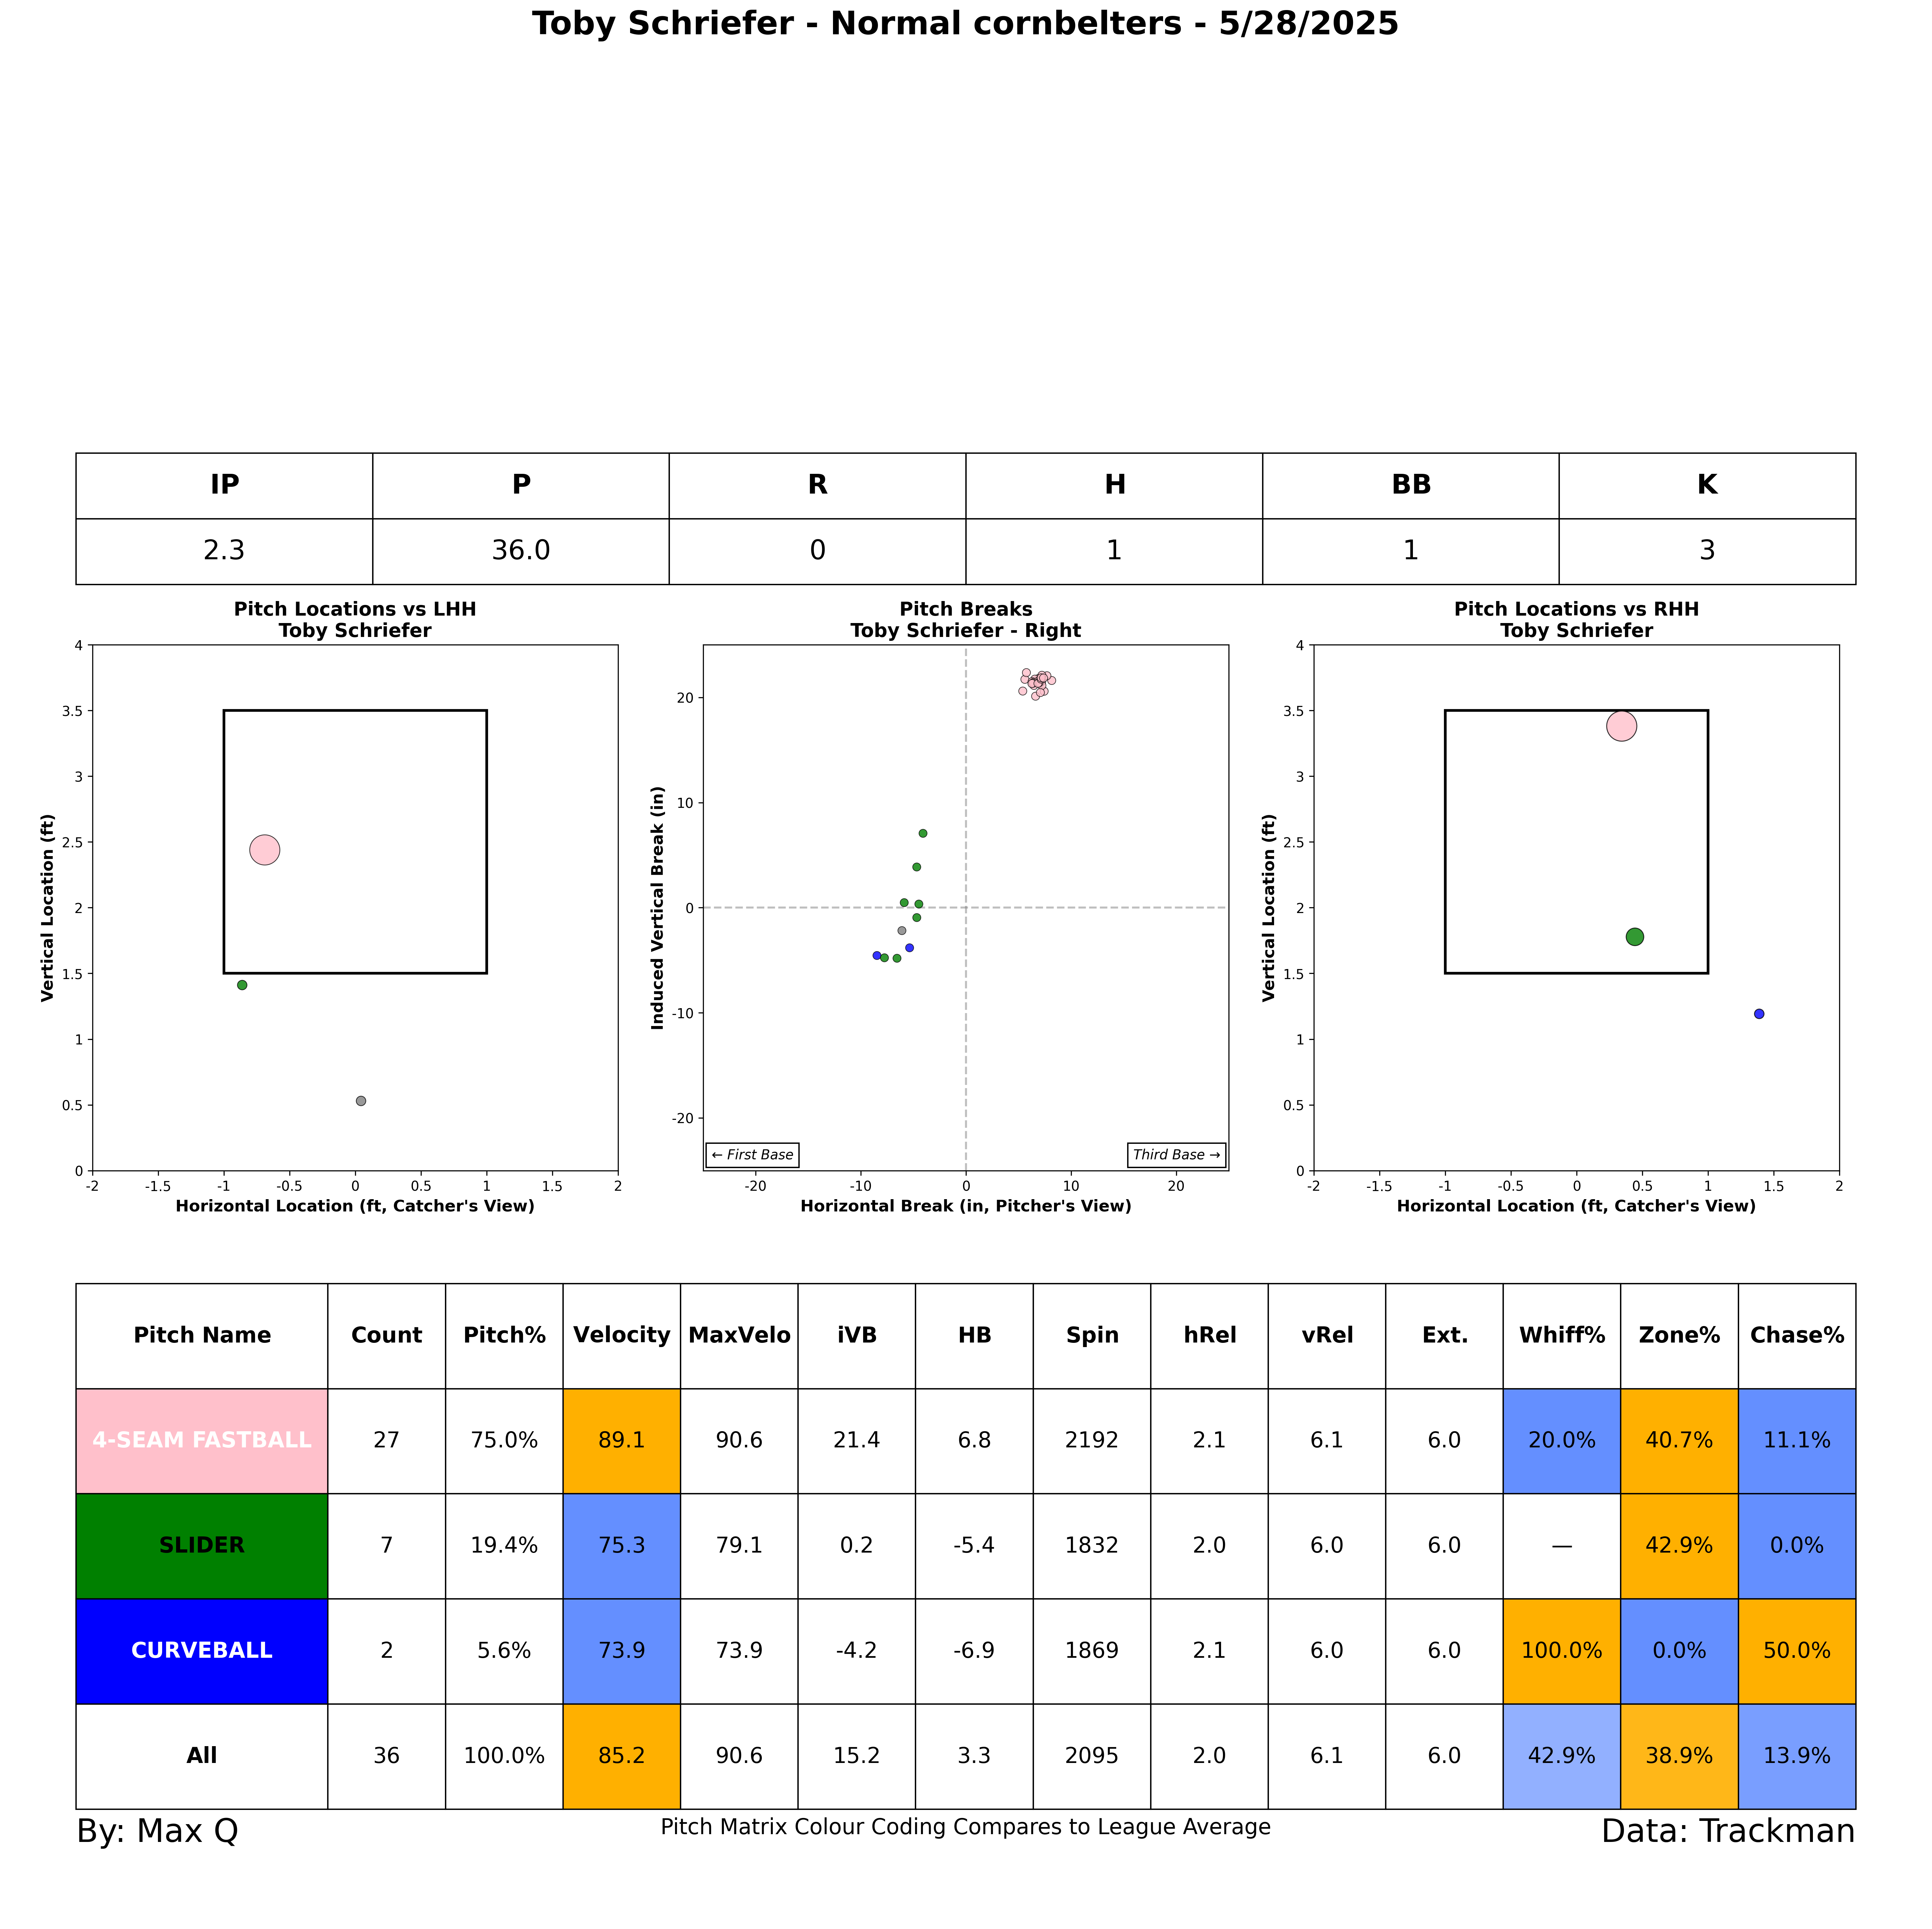 Toby Schriefer - Normal cornbelters - 5/28/2025
IP P R H BB K
2.3 36.0 0 1 1 3
Pitch Locations vs LHH
Toby Schriefer
4
3.5
3
2.5
2
1.5
1
0.5
0
-2 -1.5 -1 -0.5 0 0.5 1 1.5 2
Vertical Location (ft)
Horizontal Location (ft, Catcher's View)
Pitch Breaks
Toby Schriefer - Right
20
10
0
-10
-20
← First Base
Third Base →
-20 -10 0 10 20
Induced Vertical Break (in)
Horizontal Break (in, Pitcher's View)
Pitch Locations vs RHH
Toby Schriefer
4
3.5
3
2.5
2
1.5
1
0.5
0
-2 -1.5 -1 -0.5 0 0.5 1 1.5 2
Vertical Location (ft)
Horizontal Location (ft, Catcher's View)
Pitch Name Count Pitch% Velocity MaxVelo iVB HB Spin hRel vRel Ext. Whiff% Zone% Chase%
4-SEAM FASTBALL 27 75.0% 89.1 90.6 21.4 6.8 2192 2.1 6.1 6.0 20.0% 40.7% 11.1%
SLIDER 7 19.4% 75.3 79.1 0.2 -5.4 1832 2.0 6.0 6.0 — 42.9% 0.0%
CURVEBALL 2 5.6% 73.9 73.9 -4.2 -6.9 1869 2.1 6.0 6.0 100.0% 0.0% 50.0%
All 36 100.0% 85.2 90.6 15.2 3.3 2095 2.0 6.1 6.0 42.9% 38.9% 13.9%
By: Max Q
Pitch Matrix Colour Coding Compares to League Average
Data: Trackman